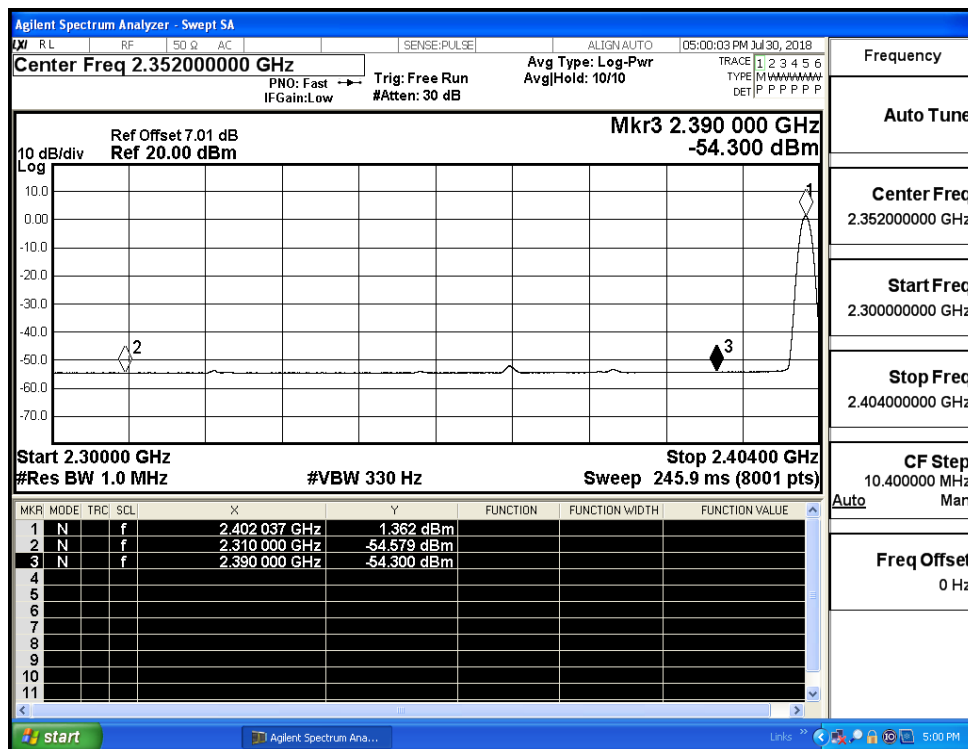 Agilent Spectrum Analyzer - Swept SA
LXI RL RF 50 Ω AC SENSE:PULSE ALIGN AUTO 05:00:03 PM Jul 30, 2018
Center Freq 2.352000000 GHz
PNO: Fast
IFGain:Low
Trig: Free Run
#Atten: 30 dB
Avg Type: Log-Pwr
Avg|Hold: 10/10
TRACE 1 2 3 4 5 6
TYPE M WWWWW
DET P P P P P P
Ref Offset 7.01 dB
10 dB/div Ref 20.00 dBm
Log
Mkr3 2.390 000 GHz
-54.300 dBm
10.0
0.00
-10.0
-20.0
-30.0
-40.0
-50.0
-60.0
-70.0
1
2
3
Start 2.30000 GHz Stop 2.40400 GHz
#Res BW 1.0 MHz #VBW 330 Hz Sweep 245.9 ms (8001 pts)
MKR MODE TRC SCL X Y FUNCTION FUNCTION WIDTH FUNCTION VALUE
1 N f 2.402 037 GHz 1.362 dBm
2 N f 2.310 000 GHz -54.579 dBm
3 N f 2.390 000 GHz -54.300 dBm
4
5
6
7
8
9
10
11
Frequency
Auto Tune
Center Freq
2.352000000 GHz
Start Freq
2.300000000 GHz
Stop Freq
2.404000000 GHz
CF Step
10.400000 MHz
Auto Man
Freq Offset
0 Hz
start Agilent Spectrum Ana... Links » 5:00 PM